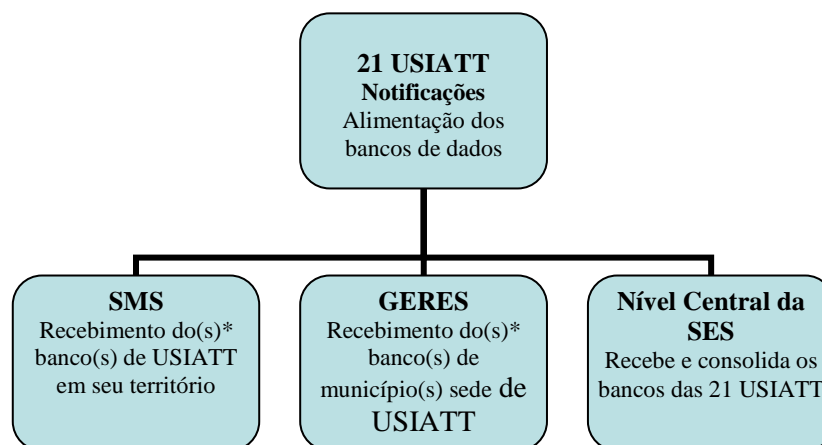 21 USIATT
Notificações
Alimentação dos
bancos de dados
SMS
Recebimento do(s)*
banco(s) de USIATT
em seu território
GERES
Recebimento do(s)*
banco(s) de
município(s) sede de
USIATT
Nível Central da
SES
Recebe e consolida os
bancos das 21 USIATT